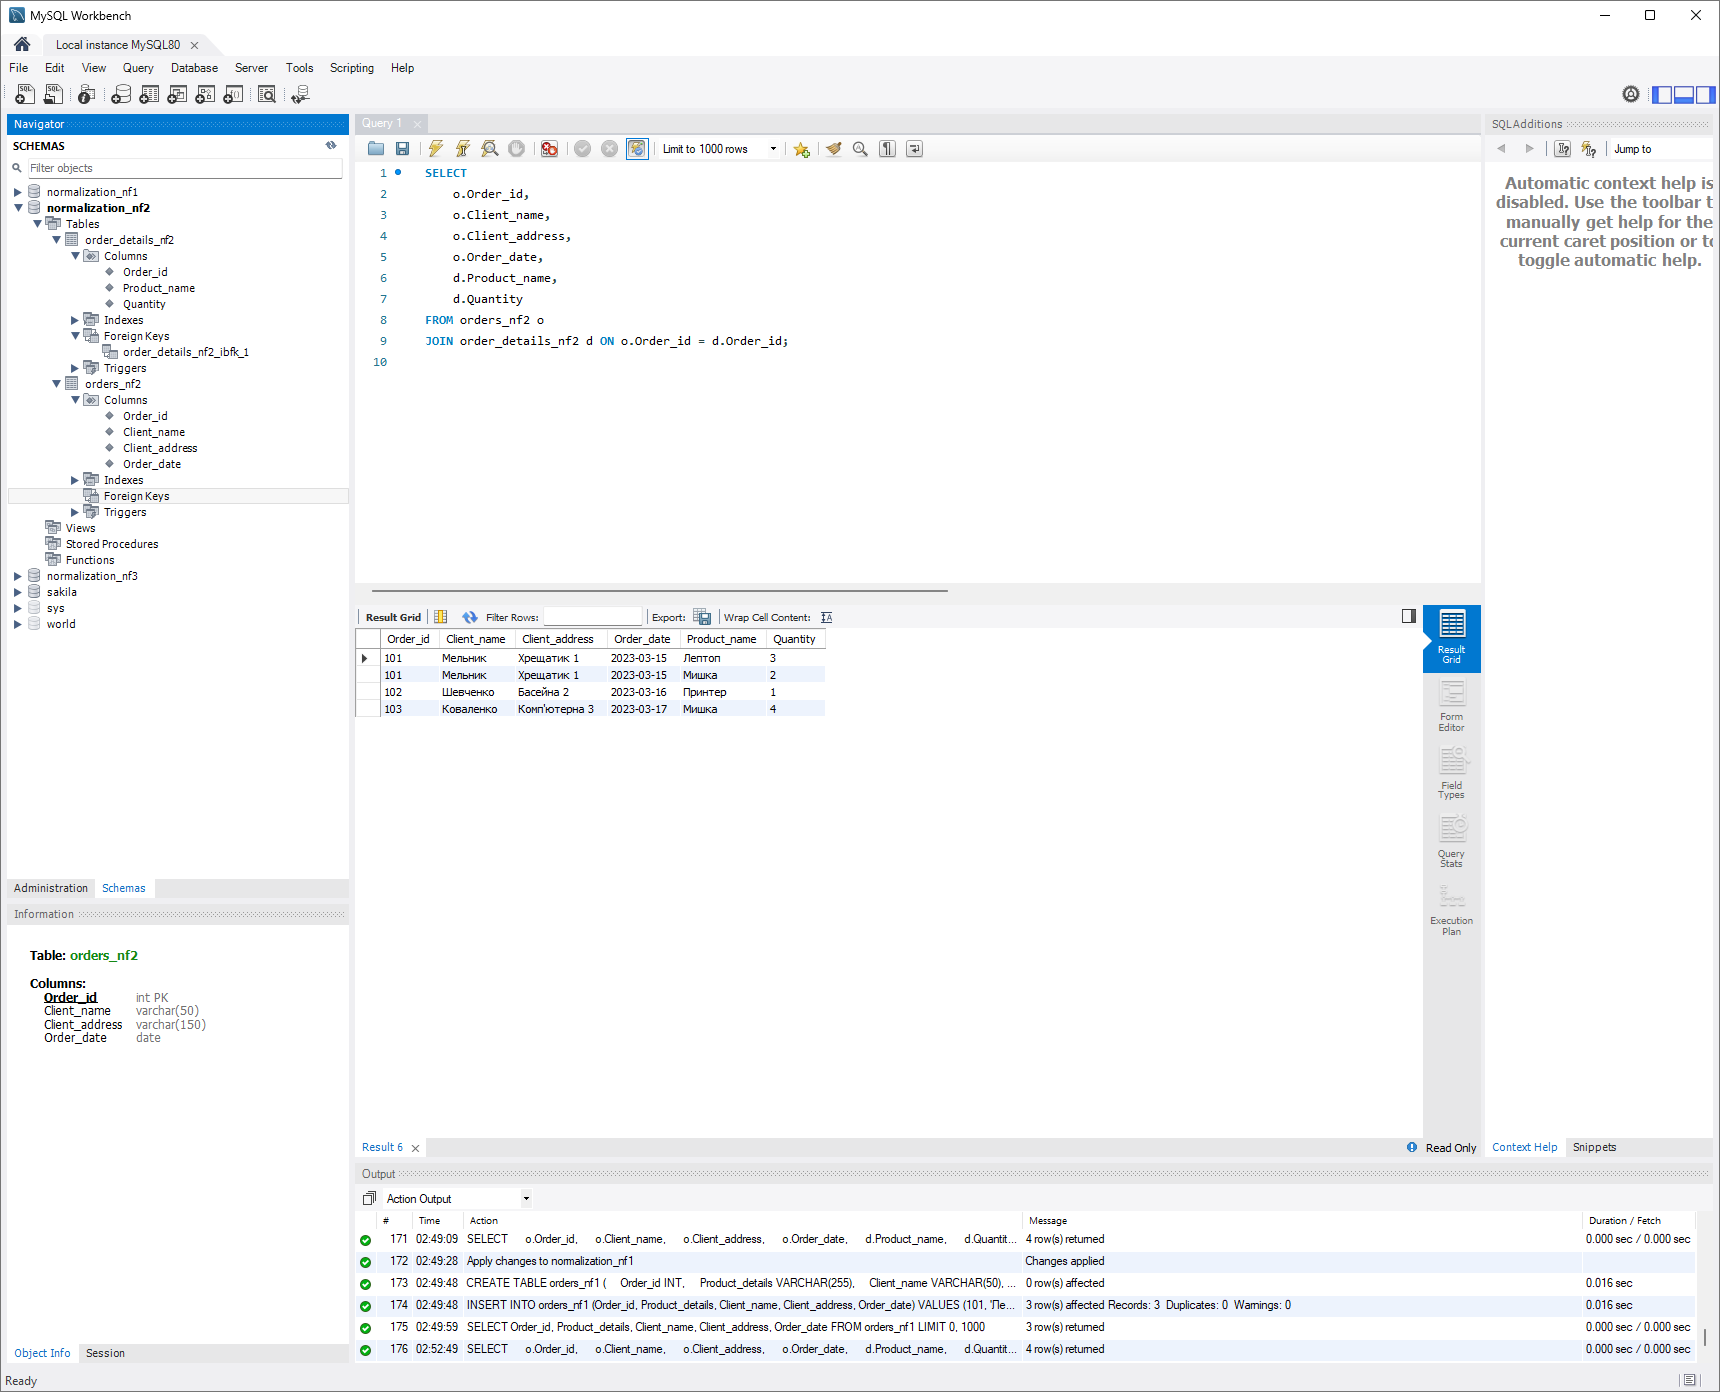 MySQL Workbench
Local instance MySQL80
File Edit View Query Database Server Tools Scripting Help
Navigator
SCHEMAS
Filter objects
normalization_nf1
normalization_nf2
Tables
order_details_nf2
Columns
Order_id
Product_name
Quantity
Indexes
Foreign Keys
order_details_nf2_ibfk_1
Triggers
orders_nf2
Columns
Order_id
Client_name
Client_address
Order_date
Indexes
Foreign Keys
Triggers
Views
Stored Procedures
Functions
normalization_nf3
sakila
sys
world
Administration Schemas
Information
Table: orders_nf2
Columns:
Order_id int PK
Client_name varchar(50)
Client_address varchar(150)
Order_date date
Object Info Session
Ready
Query 1
Limit to 1000 rows
1 SELECT
2 o.Order_id,
3 o.Client_name,
4 o.Client_address,
5 o.Order_date,
6 d.Product_name,
7 d.Quantity
8 FROM orders_nf2 o
9 JOIN order_details_nf2 d ON o.Order_id = d.Order_id;
10
Result Grid Filter Rows: Export: Wrap Cell Content:
Order_id Client_name Client_address Order_date Product_name Quantity
101 Мельник Хрещатик 1 2023-03-15 Лептоп 3
101 Мельник Хрещатик 1 2023-03-15 Мишка 2
102 Шевченко Басейна 2 2023-03-16 Принтер 1
103 Коваленко Комп'ютерна 3 2023-03-17 Мишка 4
Result
Grid
Form
Editor
Field
Types
Query
Stats
Execution
Plan
Result 6
Read Only
SQLAdditions
Jump to
Automatic context help is
disabled. Use the toolbar t
manually get help for the
current caret position or to
toggle automatic help.
Context Help Snippets
Output
Action Output
# Time Action Message Duration / Fetch
171 02:49:09 SELECT o.Order_id, o.Client_name, o.Client_address, o.Order_date, d.Product_name, d.Quantit... 4 row(s) returned 0.000 sec / 0.000 sec
172 02:49:28 Apply changes to normalization_nf1 Changes applied
173 02:49:48 CREATE TABLE orders_nf1 ( Order_id INT, Product_details VARCHAR(255), Client_name VARCHAR(50), ... 0 row(s) affected 0.016 sec
174 02:49:48 INSERT INTO orders_nf1 (Order_id, Product_details, Client_name, Client_address, Order_date) VALUES (101, 'Ле... 3 row(s) affected Records: 3 Duplicates: 0 Warnings: 0 0.016 sec
175 02:49:59 SELECT Order_id, Product_details, Client_name, Client_address, Order_date FROM orders_nf1 LIMIT 0, 1000 3 row(s) returned 0.000 sec / 0.000 sec
176 02:52:49 SELECT o.Order_id, o.Client_name, o.Client_address, o.Order_date, d.Product_name, d.Quantit... 4 row(s) returned 0.000 sec / 0.000 sec